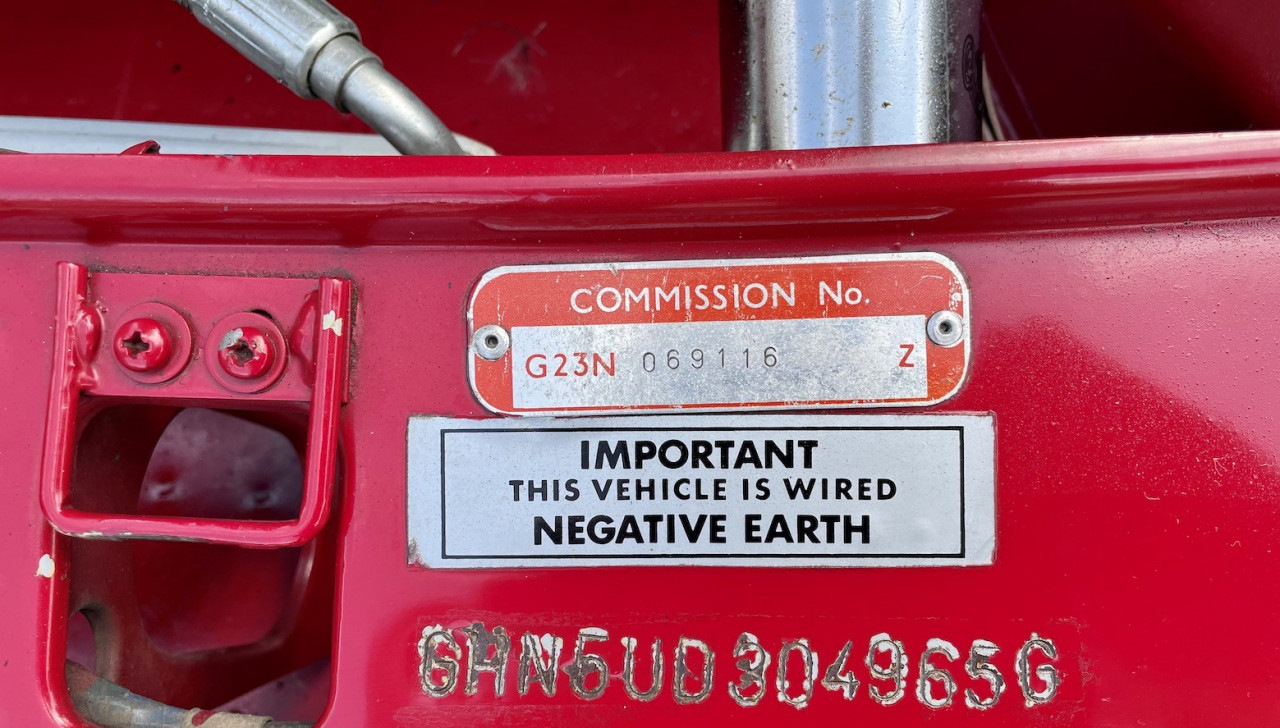 COMMISSION No.
G23N 069116 Z
IMPORTANT
THIS VEHICLE IS WIRED
NEGATIVE EARTH
GHN5UD304965G